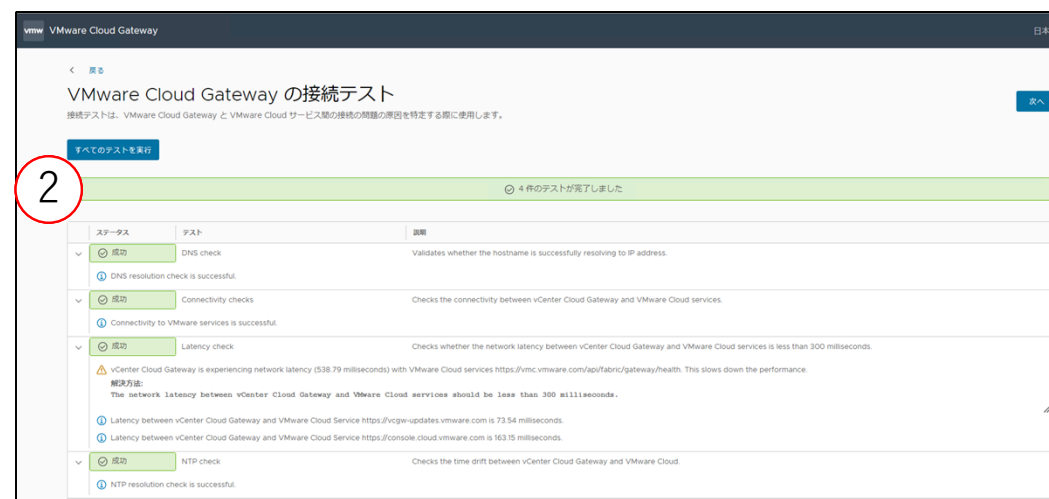 vmw VMware Cloud Gateway
日本
戻る
VMware Cloud Gateway の接続テスト
次へ
接続テストは、VMware Cloud Gateway と VMware Cloud サービス間の接続の問題の原因を特定する際に使用します。
すべてのテストを実行
2
4 件のテストが完了しました
ステータス テスト 説明
成功 DNS check Validates whether the hostname is successfully resolving to IP address.
DNS resolution check is successful.
成功 Connectivity checks Checks the connectivity between vCenter Cloud Gateway and VMware Cloud services.
Connectivity to VMware services is successful.
成功 Latency check Checks whether the network latency between vCenter Cloud Gateway and VMware Cloud services is less than 300 milliseconds.
vCenter Cloud Gateway is experiencing network latency (538.79 milliseconds) with VMware Cloud services https://vmc.vmware.com/api/fabric/gateway/health. This slows down the performance.
解決方法:
The network latency between vCenter Cloud Gateway and VMware Cloud services should be less than 300 milliseconds.
Latency between vCenter Cloud Gateway and VMware Cloud Service https://vcgw-updates.vmware.com is 73.54 milliseconds.
Latency between vCenter Cloud Gateway and VMware Cloud Service https://console.cloud.vmware.com is 163.15 milliseconds.
成功 NTP check Checks the time drift between vCenter Cloud Gateway and VMware Cloud.
NTP resolution check is successful.